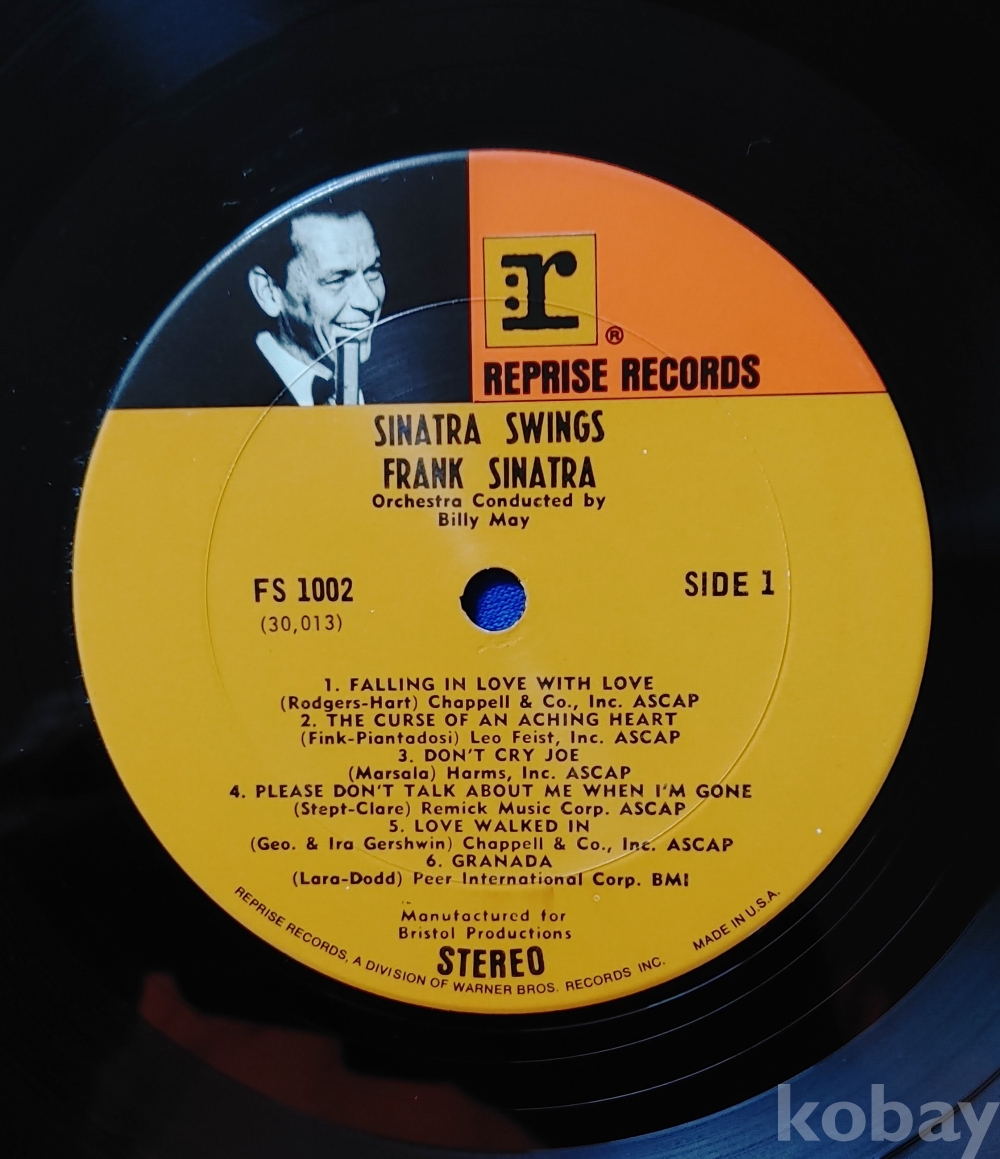 r
®
REPRISE RECORDS
SINATRA SWINGS
FRANK SINATRA
Orchestra Conducted by
Billy May
FS 1002
SIDE 1
(30,013)
1. FALLING IN LOVE WITH LOVE
(Rodgers-Hart) Chappell & Co., Inc. ASCAP
2. THE CURSE OF AN ACHING HEART
(Fink-Piantadosi) Leo Feist, Inc. ASCAP
3. DON'T CRY JOE
(Marsala) Harms, Inc. ASCAP
4. PLEASE DON'T TALK ABOUT ME WHEN I'M GONE
(Stept-Clare) Remick Music Corp. ASCAP
5. LOVE WALKED IN
(Geo. & Ira Gershwin) Chappell & Co., Inc. ASCAP
6. GRANADA
(Lara-Dodd) Peer International Corp. BMI
Manufactured for
Bristol Productions
STEREO
REPRISE RECORDS, A DIVISION OF WARNER BROS. RECORDS INC.
MADE IN U.S.A.
kobay